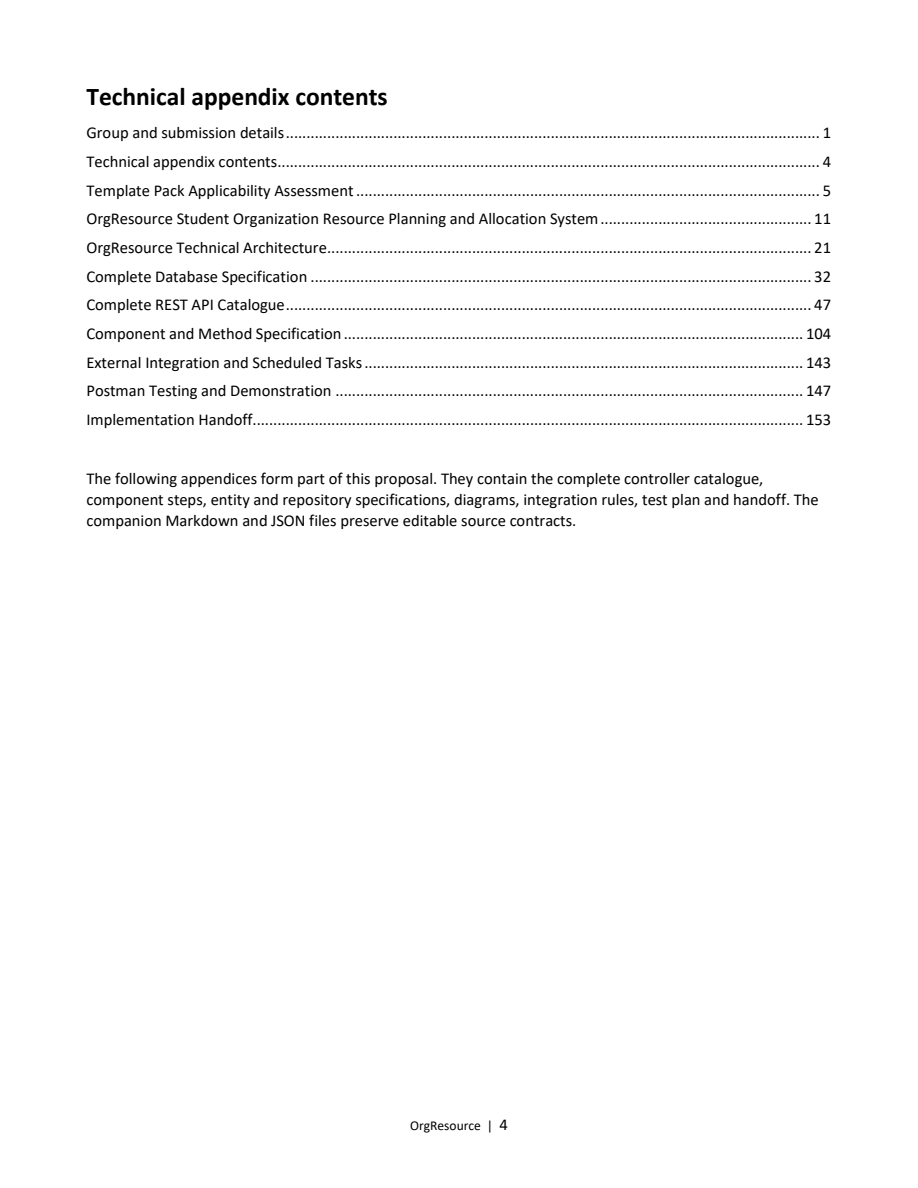 Technical appendix contents
Group and submission details........................................................................................................................ 1
Technical appendix contents.......................................................................................................................... 4
Template Pack Applicability Assessment ....................................................................................................... 5
OrgResource Student Organization Resource Planning and Allocation System ........................................... 11
OrgResource Technical Architecture............................................................................................................ 21
Complete Database Specification ................................................................................................................ 32
Complete REST API Catalogue...................................................................................................................... 47
Component and Method Specification ...................................................................................................... 104
External Integration and Scheduled Tasks ................................................................................................. 143
Postman Testing and Demonstration ........................................................................................................ 147
Implementation Handoff............................................................................................................................ 153
The following appendices form part of this proposal. They contain the complete controller catalogue,
component steps, entity and repository specifications, diagrams, integration rules, test plan and handoff. The
companion Markdown and JSON files preserve editable source contracts.
OrgResource | 4